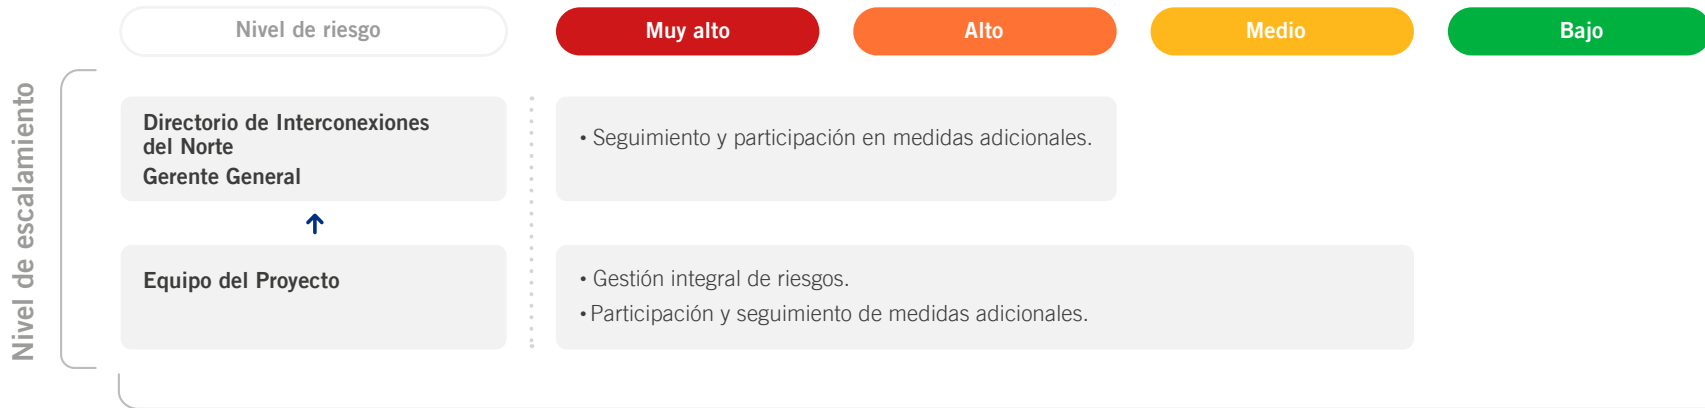 Nivel de riesgo
Muy alto
Alto
Medio
Bajo
Nivel de escalamiento
Directorio de Interconexiones
del Norte
Gerente General
• Seguimiento y participación en medidas adicionales.
Equipo del Proyecto
• Gestión integral de riesgos.
• Participación y seguimiento de medidas adicionales.